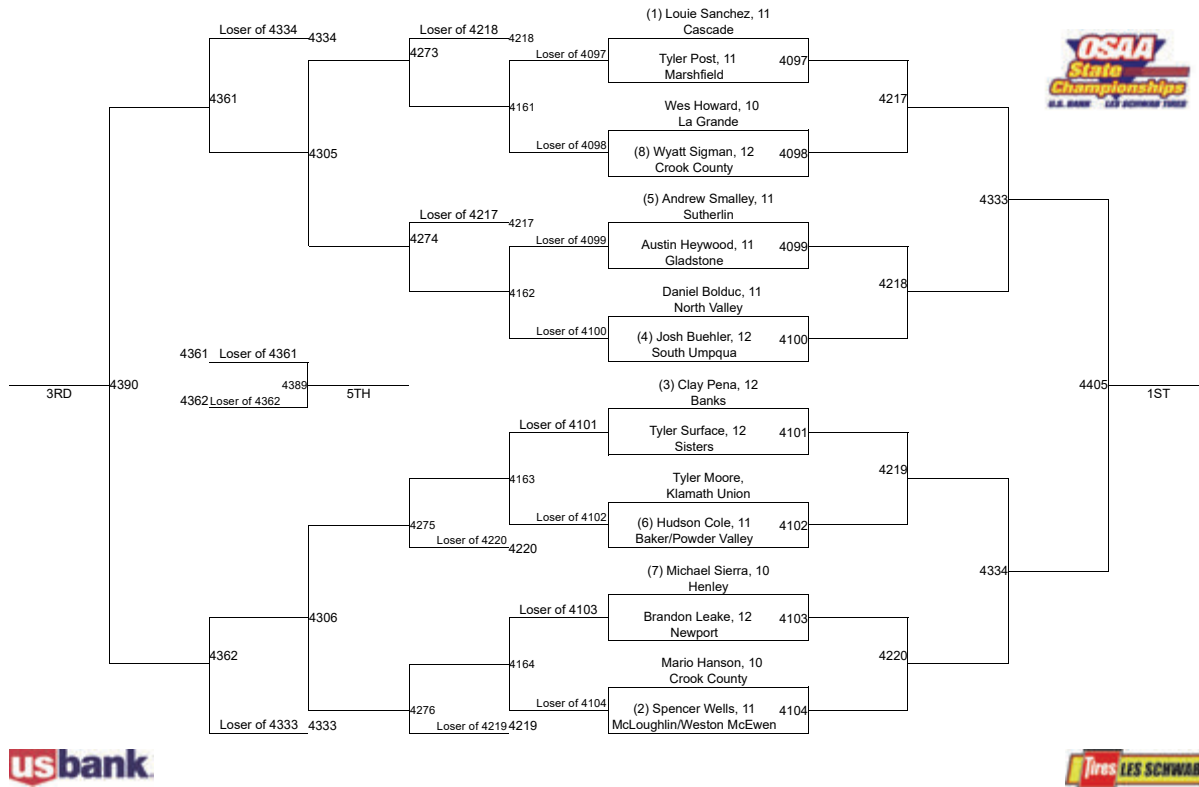 (1) Louie Sanchez, 11
Cascade
Loser of 4334
4334
Loser of 4218
4218
4273
Loser of 4097
Tyler Post, 11
Marshfield
4097
OSAA
State
Championships
U.S. BANK LES SCHWAB TIRES
4361
4161
Wes Howard, 10
La Grande
4217
4305
Loser of 4098
(8) Wyatt Sigman, 12
Crook County
4098
(5) Andrew Smalley, 11
Sutherlin
4333
Loser of 4217
4217
4274
Loser of 4099
Austin Heywood, 11
Gladstone
4099
4162
Daniel Bolduc, 11
North Valley
4218
Loser of 4100
(4) Josh Buehler, 12
South Umpqua
4100
4361
Loser of 4361
3RD
4390
4389
5TH
4362
Loser of 4362
(3) Clay Pena, 12
Banks
4405
1ST
Loser of 4101
Tyler Surface, 12
Sisters
4101
4163
Tyler Moore,
Klamath Union
4219
4275
Loser of 4102
(6) Hudson Cole, 11
Baker/Powder Valley
4102
Loser of 4220
4220
(7) Michael Sierra, 10
Henley
4334
4306
Loser of 4103
Brandon Leake, 12
Newport
4103
4362
4164
Mario Hanson, 10
Crook County
4220
4276
Loser of 4104
(2) Spencer Wells, 11
McLoughlin/Weston McEwen
4104
Loser of 4333
4333
Loser of 4219
4219
usbank
Tires LES SCHWAB